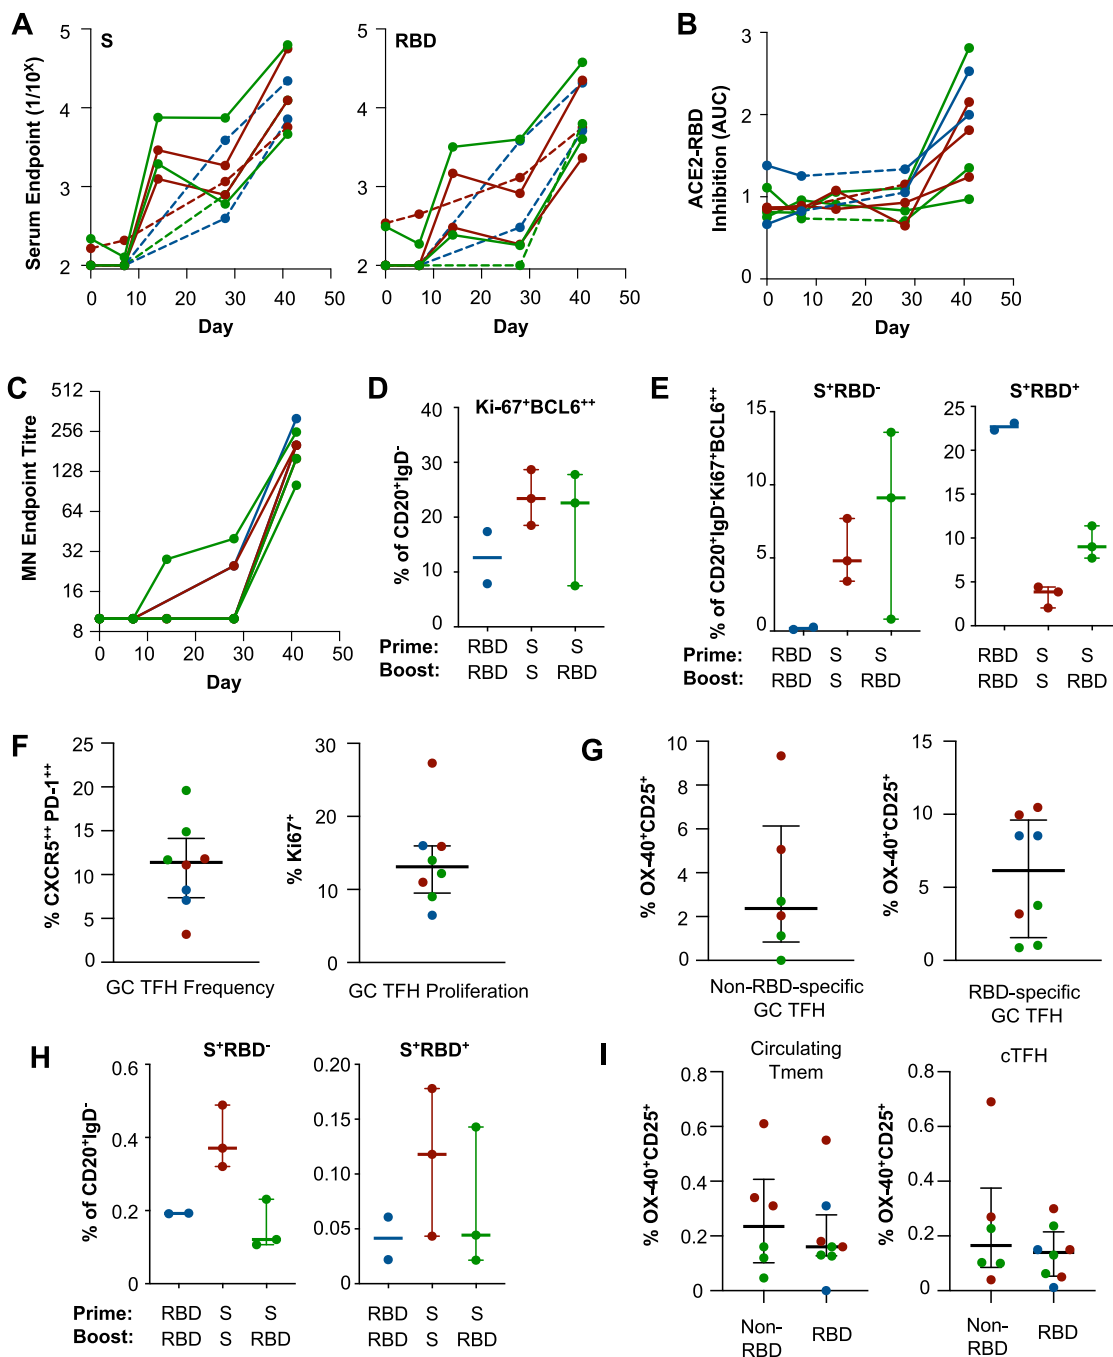 A
S
RBD
Serum Endpoint (1/10^X)
5
4
3
2
0 10 20 30 40 50
Day
5
4
3
2
0 10 20 30 40 50
Day
B
ACE2-RBD
Inhibition (AUC)
3
2
1
0
0 10 20 30 40 50
Day
C
MN Endpoint Titre
512
256
128
64
32
16
8
0 10 20 30 40 50
Day
D
Ki-67⁺BCL6⁺⁺
% of CD20⁺IgD⁻
40
30
20
10
0
Prime: RBD S S
Boost: RBD S RBD
E
S⁺RBD⁻
S⁺RBD⁺
% of CD20⁺IgD⁻Ki67⁺BCL6⁺⁺
15
10
5
0
25
20
15
10
5
0
Prime: RBD S S RBD S S
Boost: RBD S RBD RBD S RBD
F
% CXCR5⁺⁺ PD-1⁺⁺
25
20
15
10
5
0
GC TFH Frequency
% Ki67⁺
30
20
10
0
GC TFH Proliferation
G
% OX-40⁺CD25⁺
10
8
6
4
2
0
Non-RBD-specific
GC TFH
% OX-40⁺CD25⁺
15
10
5
0
RBD-specific
GC TFH
H
S⁺RBD⁻
S⁺RBD⁺
% of CD20⁺IgD⁻
0.6
0.4
0.2
0
0.20
0.15
0.10
0.05
0
Prime: RBD S S RBD S S
Boost: RBD S RBD RBD S RBD
I
Circulating
Tmem
% OX-40⁺CD25⁺
0.8
0.6
0.4
0.2
0
Non-
RBD
RBD
cTFH
% OX-40⁺CD25⁺
0.8
0.6
0.4
0.2
0
Non-
RBD
RBD